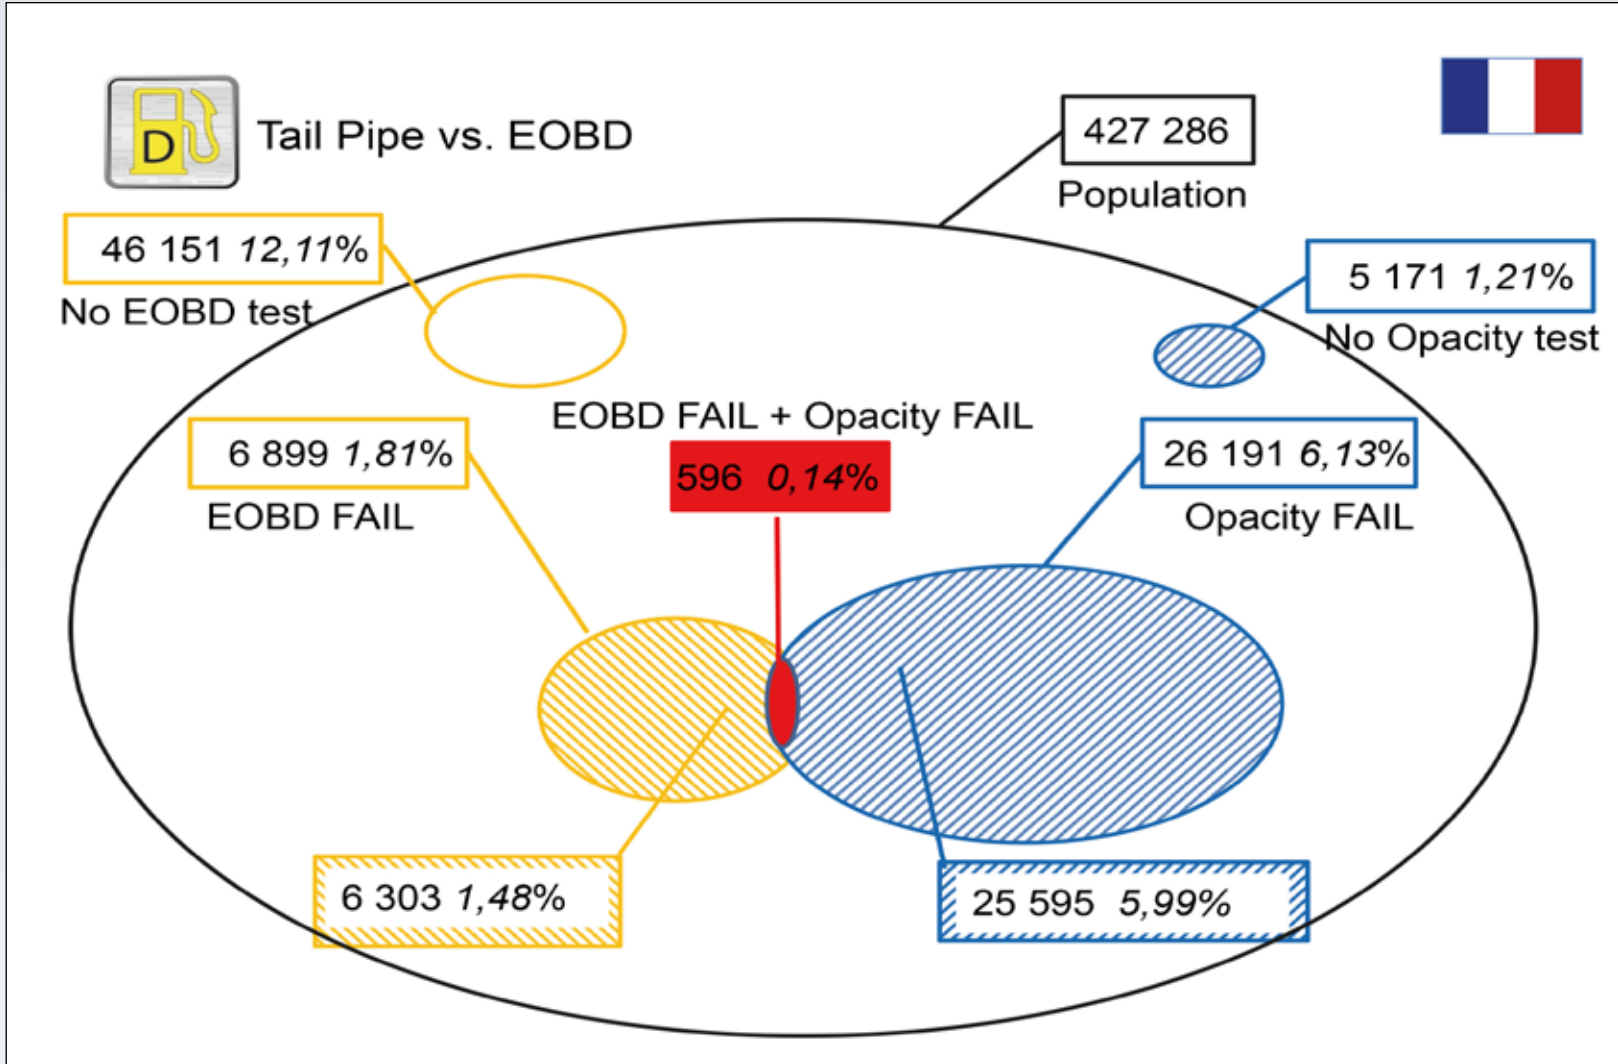 D
Tail Pipe vs. EOBD
427 286
Population
46 151 12,11%
No EOBD test
5 171 1,21%
No Opacity test
EOBD FAIL + Opacity FAIL
596 0,14%
6 899 1,81%
EOBD FAIL
26 191 6,13%
Opacity FAIL
6 303 1,48%
25 595 5,99%